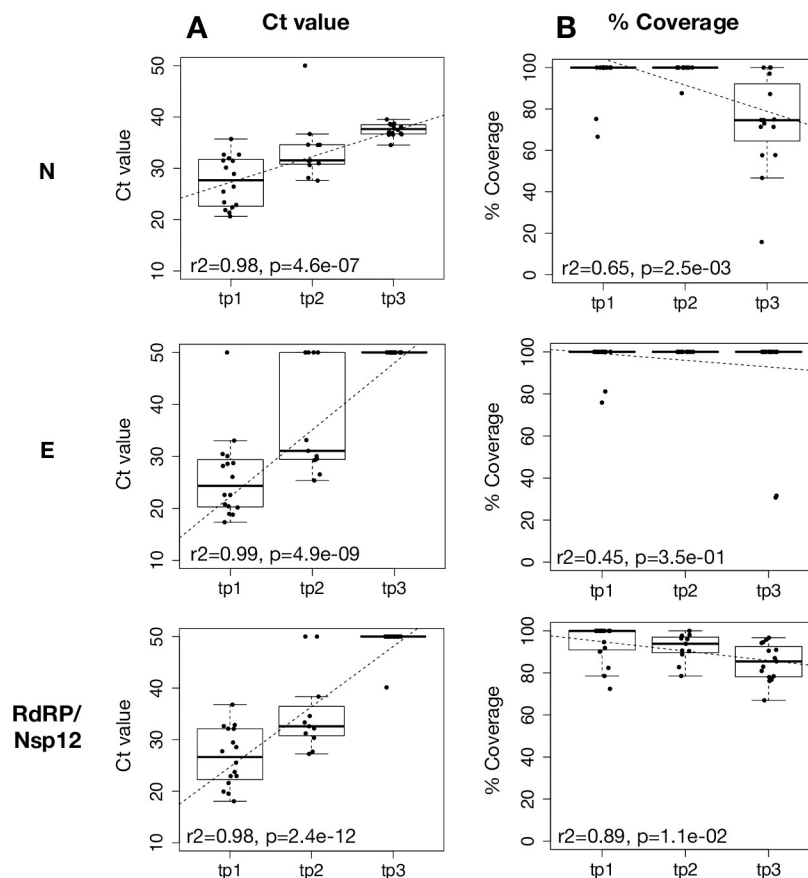 A Ct value
B % Coverage
N
Ct value
50
40
30
20
10
r2=0.98, p=4.6e-07
tp1 tp2 tp3
% Coverage
100
80
60
40
20
0
r2=0.65, p=2.5e-03
tp1 tp2 tp3
E
Ct value
50
40
30
20
10
r2=0.99, p=4.9e-09
tp1 tp2 tp3
% Coverage
100
80
60
40
20
0
r2=0.45, p=3.5e-01
tp1 tp2 tp3
RdRP/
Nsp12
Ct value
50
40
30
20
10
r2=0.98, p=2.4e-12
tp1 tp2 tp3
% Coverage
100
80
60
40
20
0
r2=0.89, p=1.1e-02
tp1 tp2 tp3